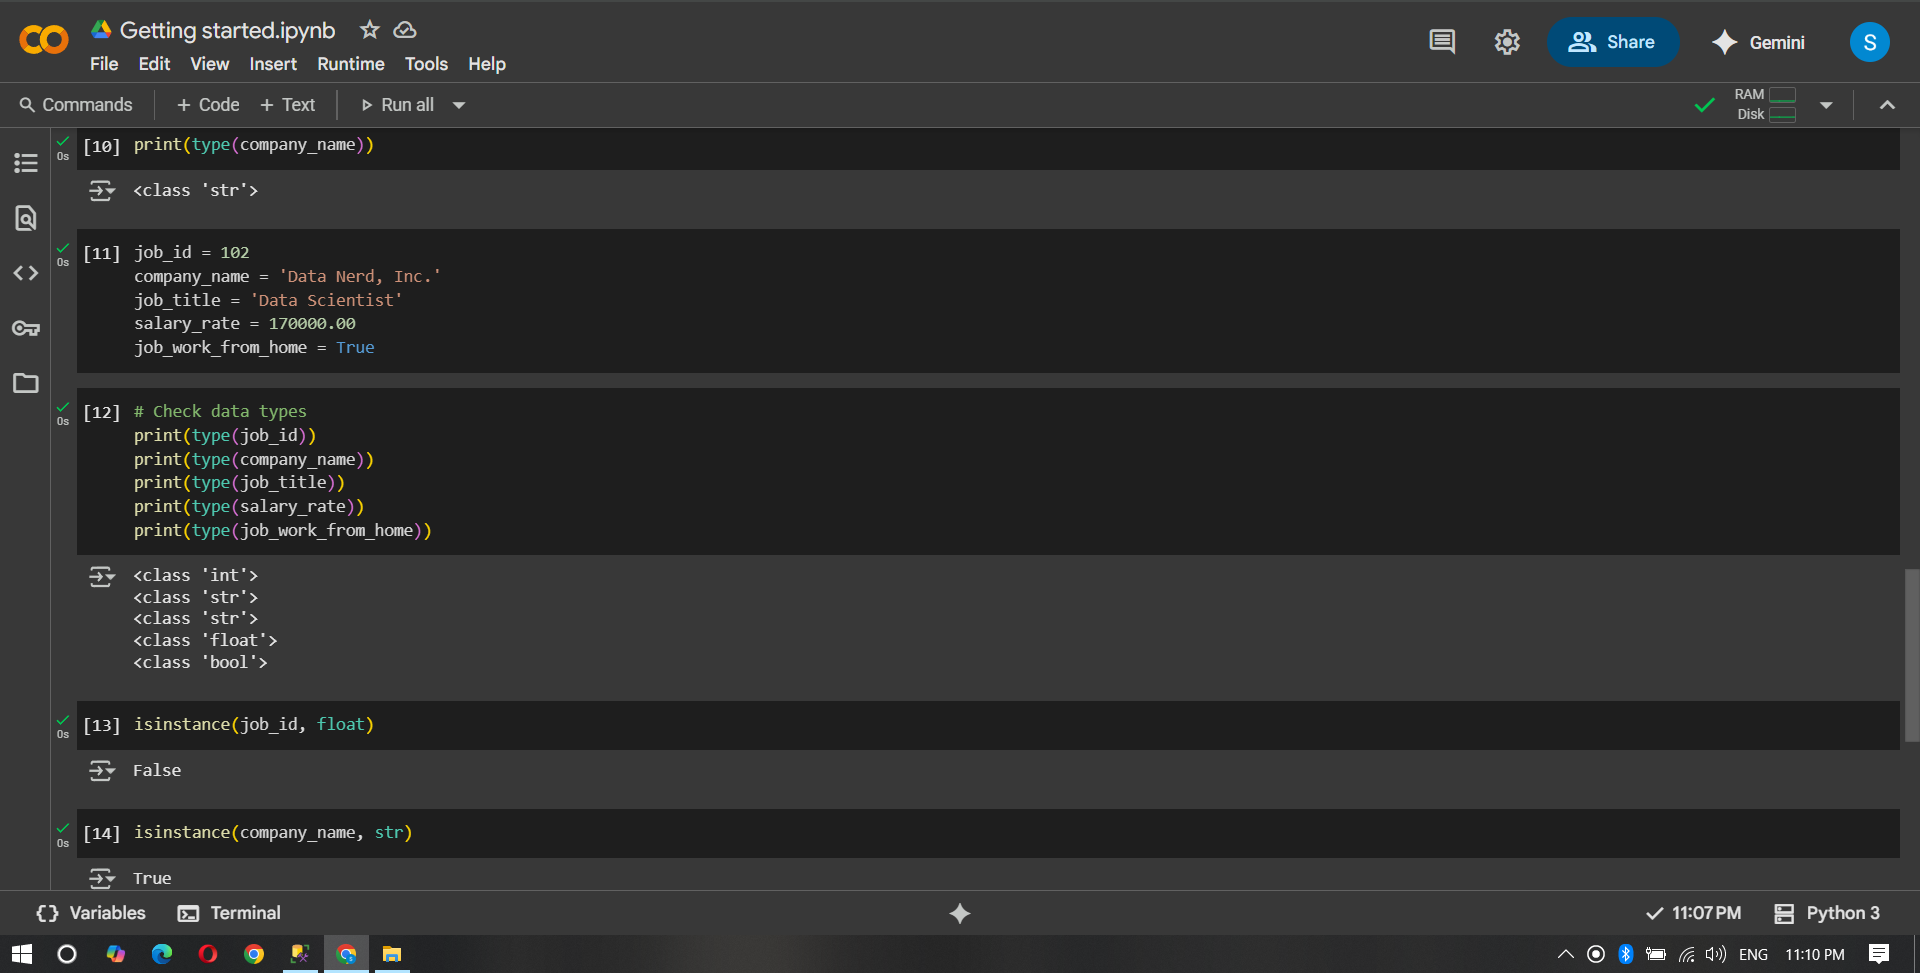 Getting started.ipynb
File Edit View Insert Runtime Tools Help
Share
Gemini
S
Commands + Code + Text Run all
RAM
Disk
0s
[10] print(type(company_name))
<class 'str'>
0s
[11] job_id = 102
company_name = 'Data Nerd, Inc.'
job_title = 'Data Scientist'
salary_rate = 170000.00
job_work_from_home = True
0s
[12] # Check data types
print(type(job_id))
print(type(company_name))
print(type(job_title))
print(type(salary_rate))
print(type(job_work_from_home))
<class 'int'>
<class 'str'>
<class 'str'>
<class 'float'>
<class 'bool'>
0s
[13] isinstance(job_id, float)
False
0s
[14] isinstance(company_name, str)
True
{} Variables Terminal 11:07 PM Python 3
ENG 11:10 PM